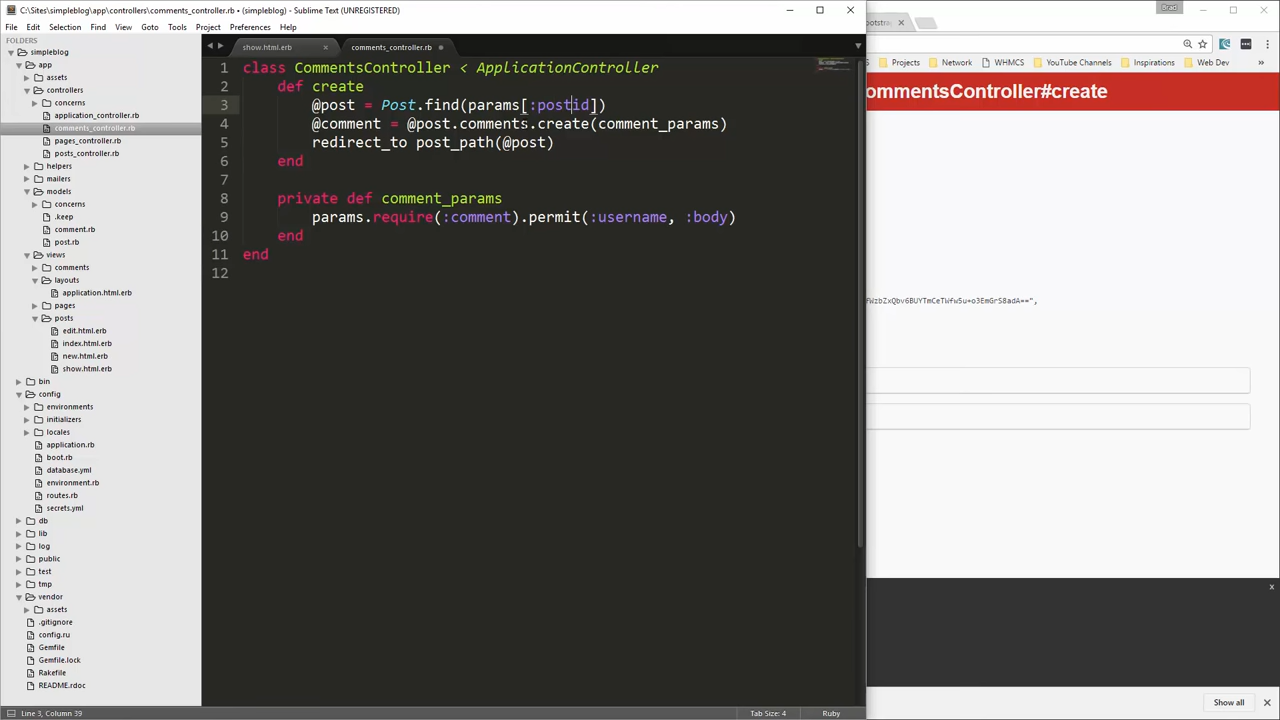 C:\Sites\simpleblog\app\controllers\comments_controller.rb • (simpleblog) - Sublime Text (UNREGISTERED)
Brad
File Edit Selection Find View Goto Tools Project Preferences Help
FOLDERS
simpleblog
app
assets
controllers
concerns
application_controller.rb
comments_controller.rb
pages_controller.rb
posts_controller.rb
helpers
mailers
models
concerns
.keep
comment.rb
post.rb
views
comments
layouts
application.html.erb
pages
posts
edit.html.erb
index.html.erb
new.html.erb
show.html.erb
bin
config
environments
initializers
locales
application.rb
boot.rb
database.yml
environment.rb
routes.rb
secrets.yml
db
lib
log
public
test
tmp
vendor
assets
.gitignore
config.ru
Gemfile
Gemfile.lock
Rakefile
README.rdoc
show.html.erb
comments_controller.rb
1 class CommentsController < ApplicationController
2 def create
3 @post = Post.find(params[:postid])
4 @comment = @post.comments.create(comment_params)
5 redirect_to post_path(@post)
6 end
7
8 private def comment_params
9 params.require(:comment).permit(:username, :body)
10 end
11 end
12
Line 3, Column 39
Tab Size: 4
Ruby
ootstrap
Projects Network WHMCS YouTube Channels Inspirations Web Dev
ommentsController#create
fWzbZxQbv6BUYTmCeTWfw5u+o3EmGrS8adA==",
x
Show all